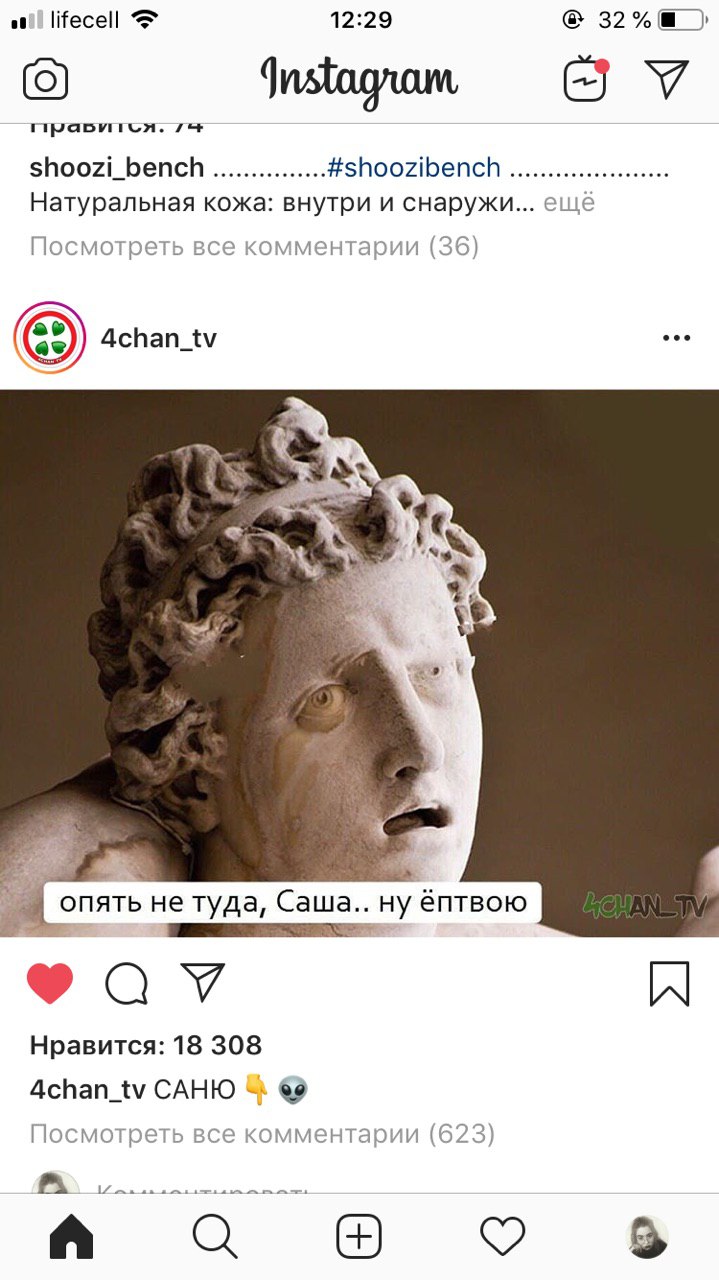 lifecell 12:29 32 %
Instagram
Нравится: 74
shoozi_bench ...............#shoozibench .....................
Натуральная кожа: внутри и снаружи... ещё
Посмотреть все комментарии (36)
4chan_tv
опять не туда, Саша.. ну ёптвою
4CHAN_TV
Нравится: 18 308
4chan_tv САНЮ👇👽
Посмотреть все комментарии (623)
Комментировать